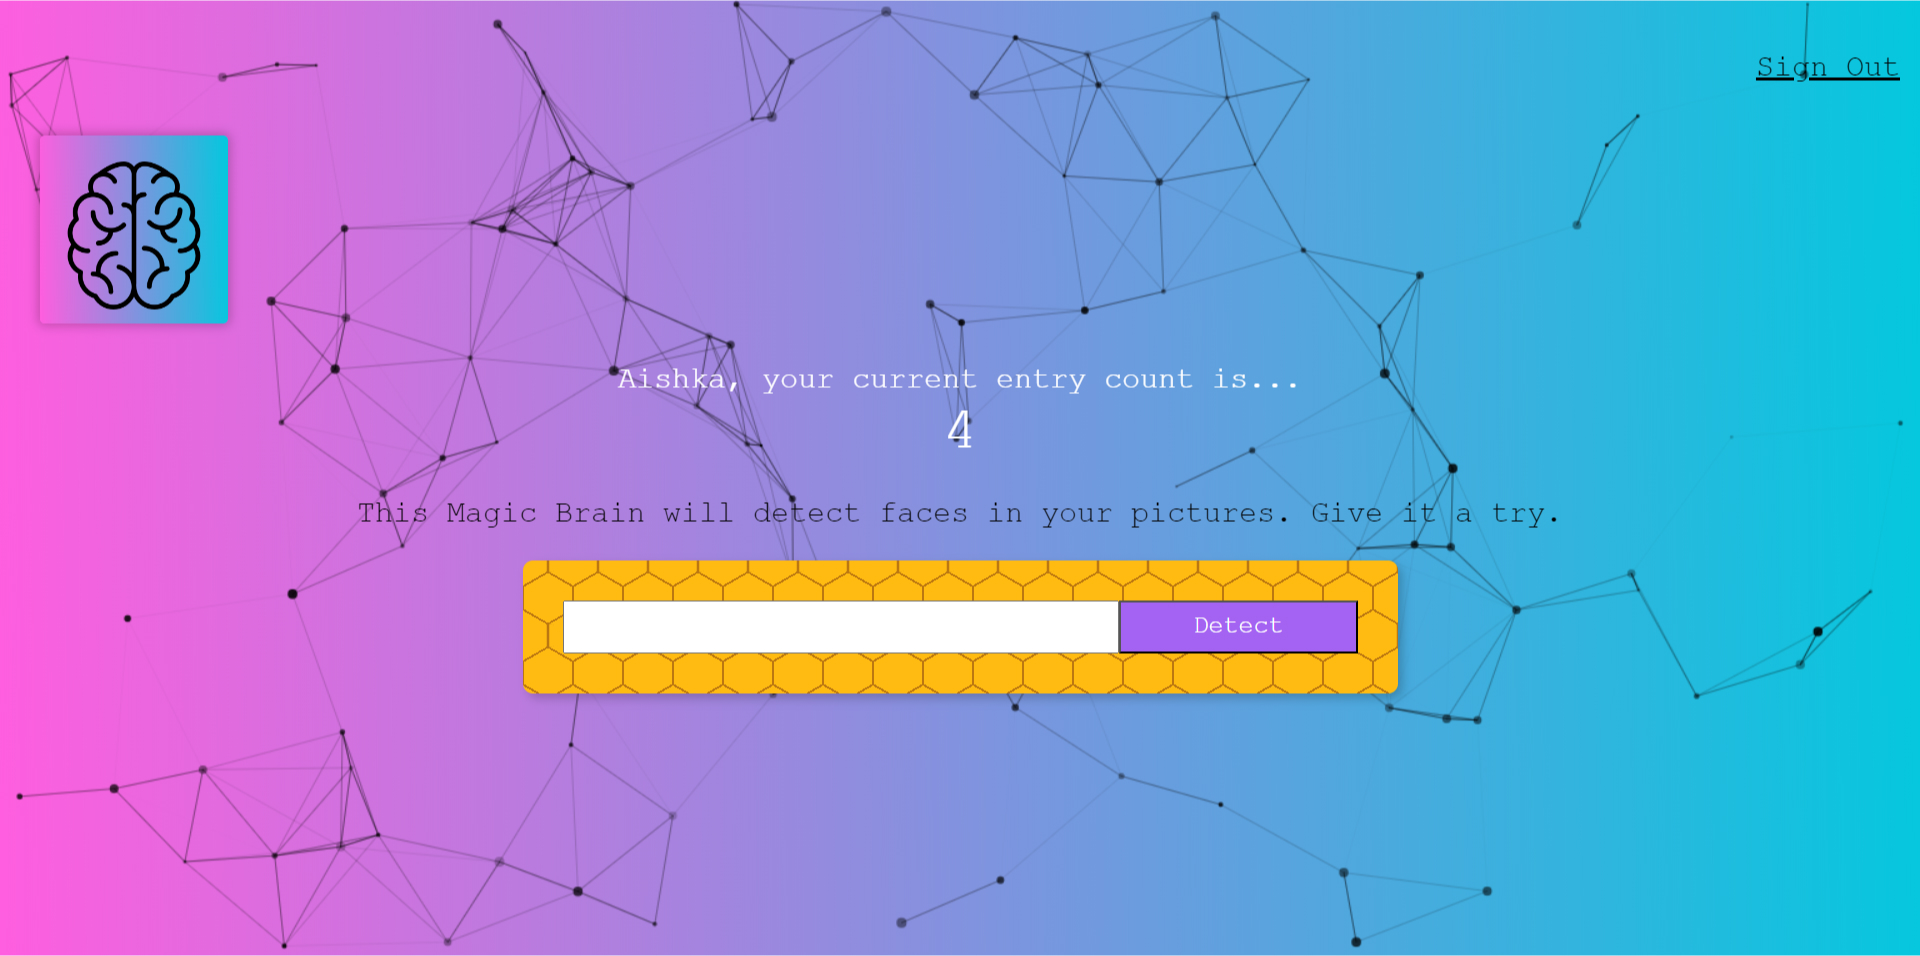 Sign Out
Aishka, your current entry count is...
4
This Magic Brain will detect faces in your pictures. Give it a try.
Detect